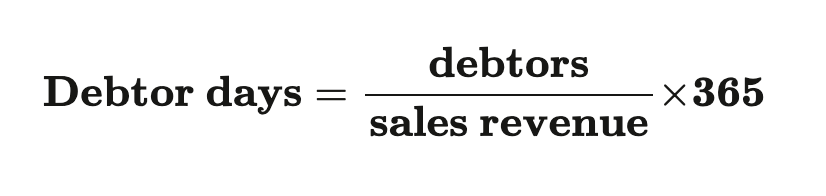 Debtor days = debtors / sales revenue ×365